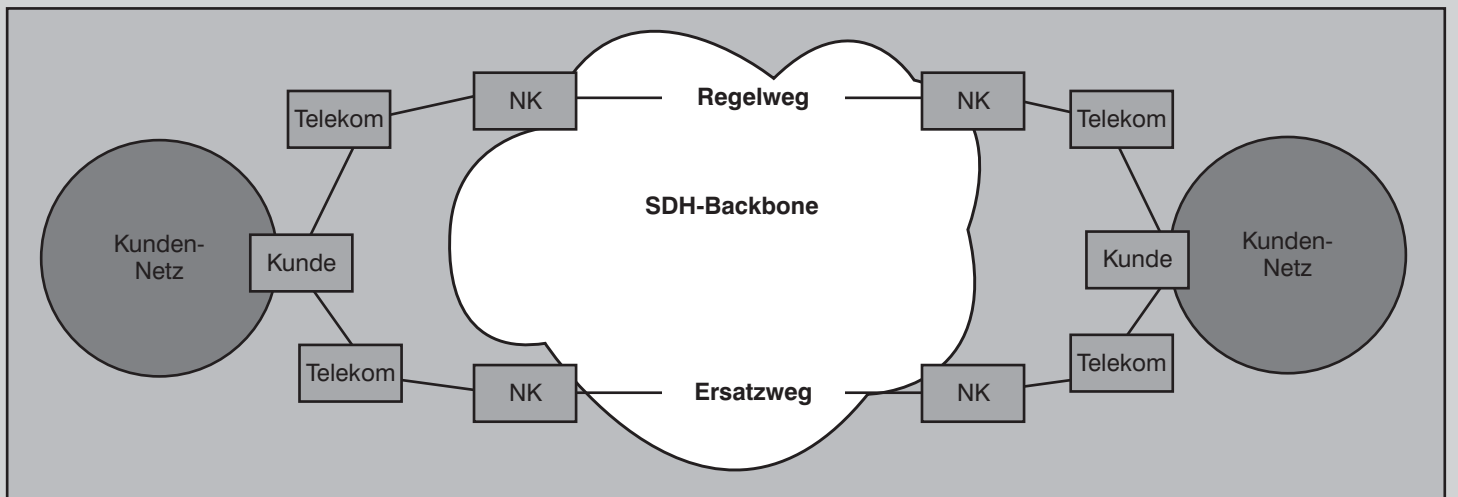 NK
Regelweg
NK
Telekom
Telekom
SDH-Backbone
Kunden-
Netz
Kunde
Kunde
Kunden-
Netz
Telekom
Telekom
NK
Ersatzweg
NK